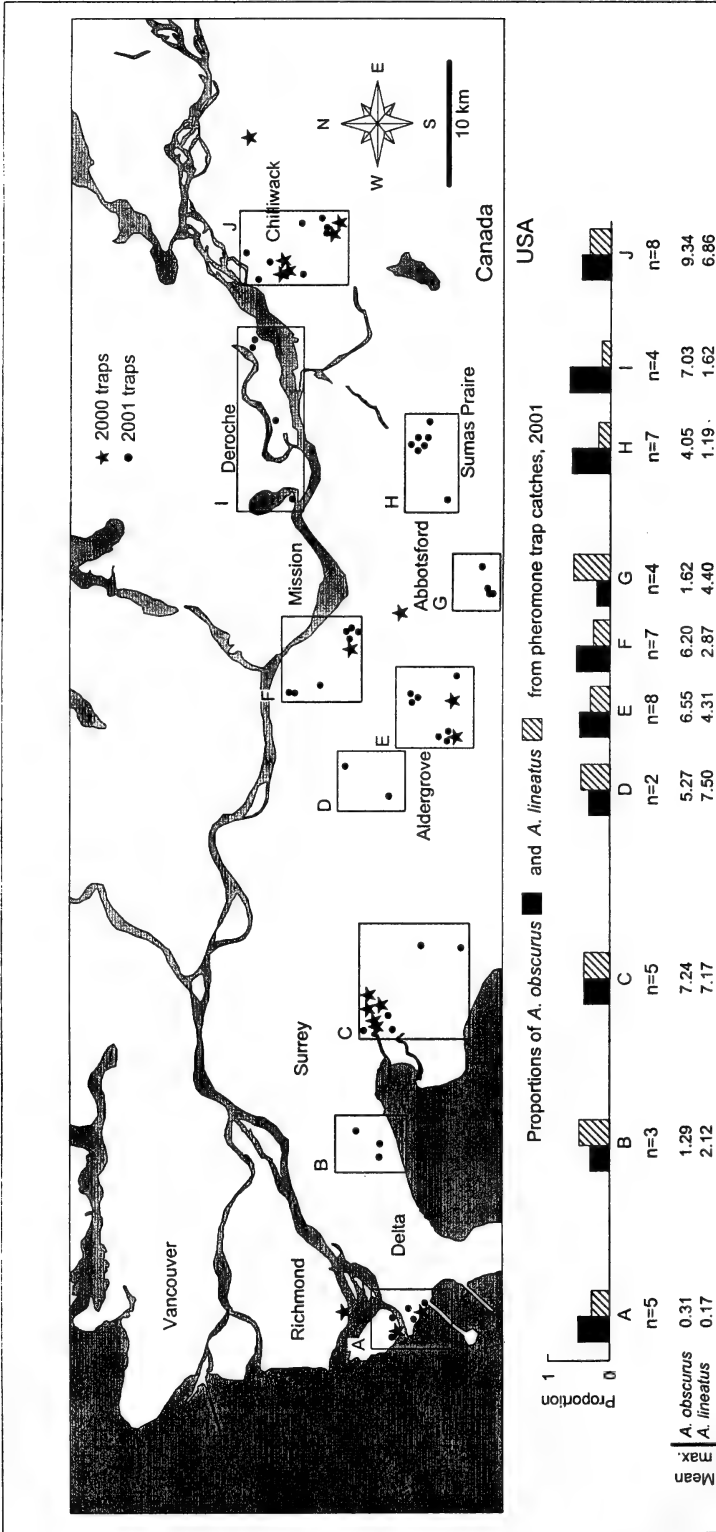 ★ 2000 traps
● 2001 traps
Vancouver
Richmond
Delta
Surrey
Aldergrove
Mission
Abbotsford
Deroche
Sumas Praire
Chilliwack
A
B
C
D
E
F
G
H
I
J
N
E
S
W
10 km
Canada
USA
Proportions of A. obscurus ■ and A. lineatus ▨ from pheromone trap catches, 2001
Proportion
1
0
A B C D E F G H I J
n=5 n=3 n=5 n=2 n=8 n=7 n=4 n=7 n=4 n=8
Mean max.
A. obscurus 0.31 1.29 7.24 5.27 6.55 6.20 1.62 4.05 7.03 9.34
A. lineatus 0.17 2.12 7.17 7.50 4.31 2.87 4.40 1.19 1.62 6.86